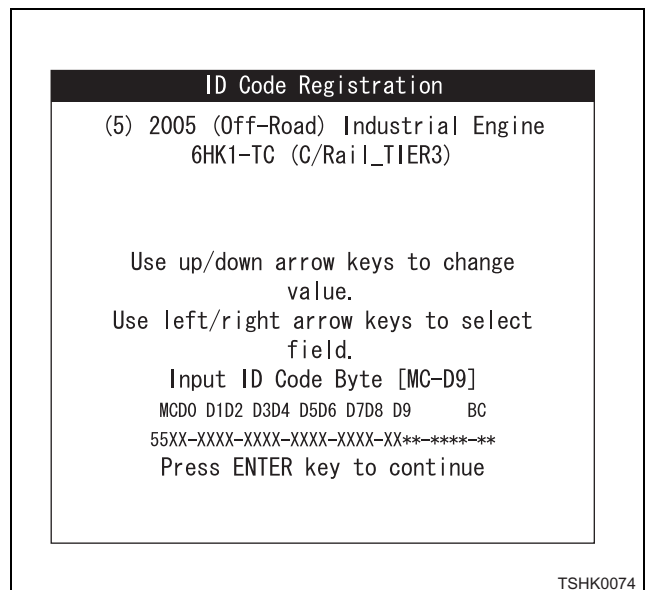 ID Code Registration
(5) 2005 (Off-Road) Industrial Engine
6HK1-TC (C/Rail_TIER3)
Use up/down arrow keys to change
value.
Use left/right arrow keys to select
field.
Input ID Code Byte [MC-D9]
MCD0 D1D2 D3D4 D5D6 D7D8 D9 BC
55XX-XXXX-XXXX-XXXX-XXXX-XX**-****-**
Press ENTER key to continue
TSHK0074